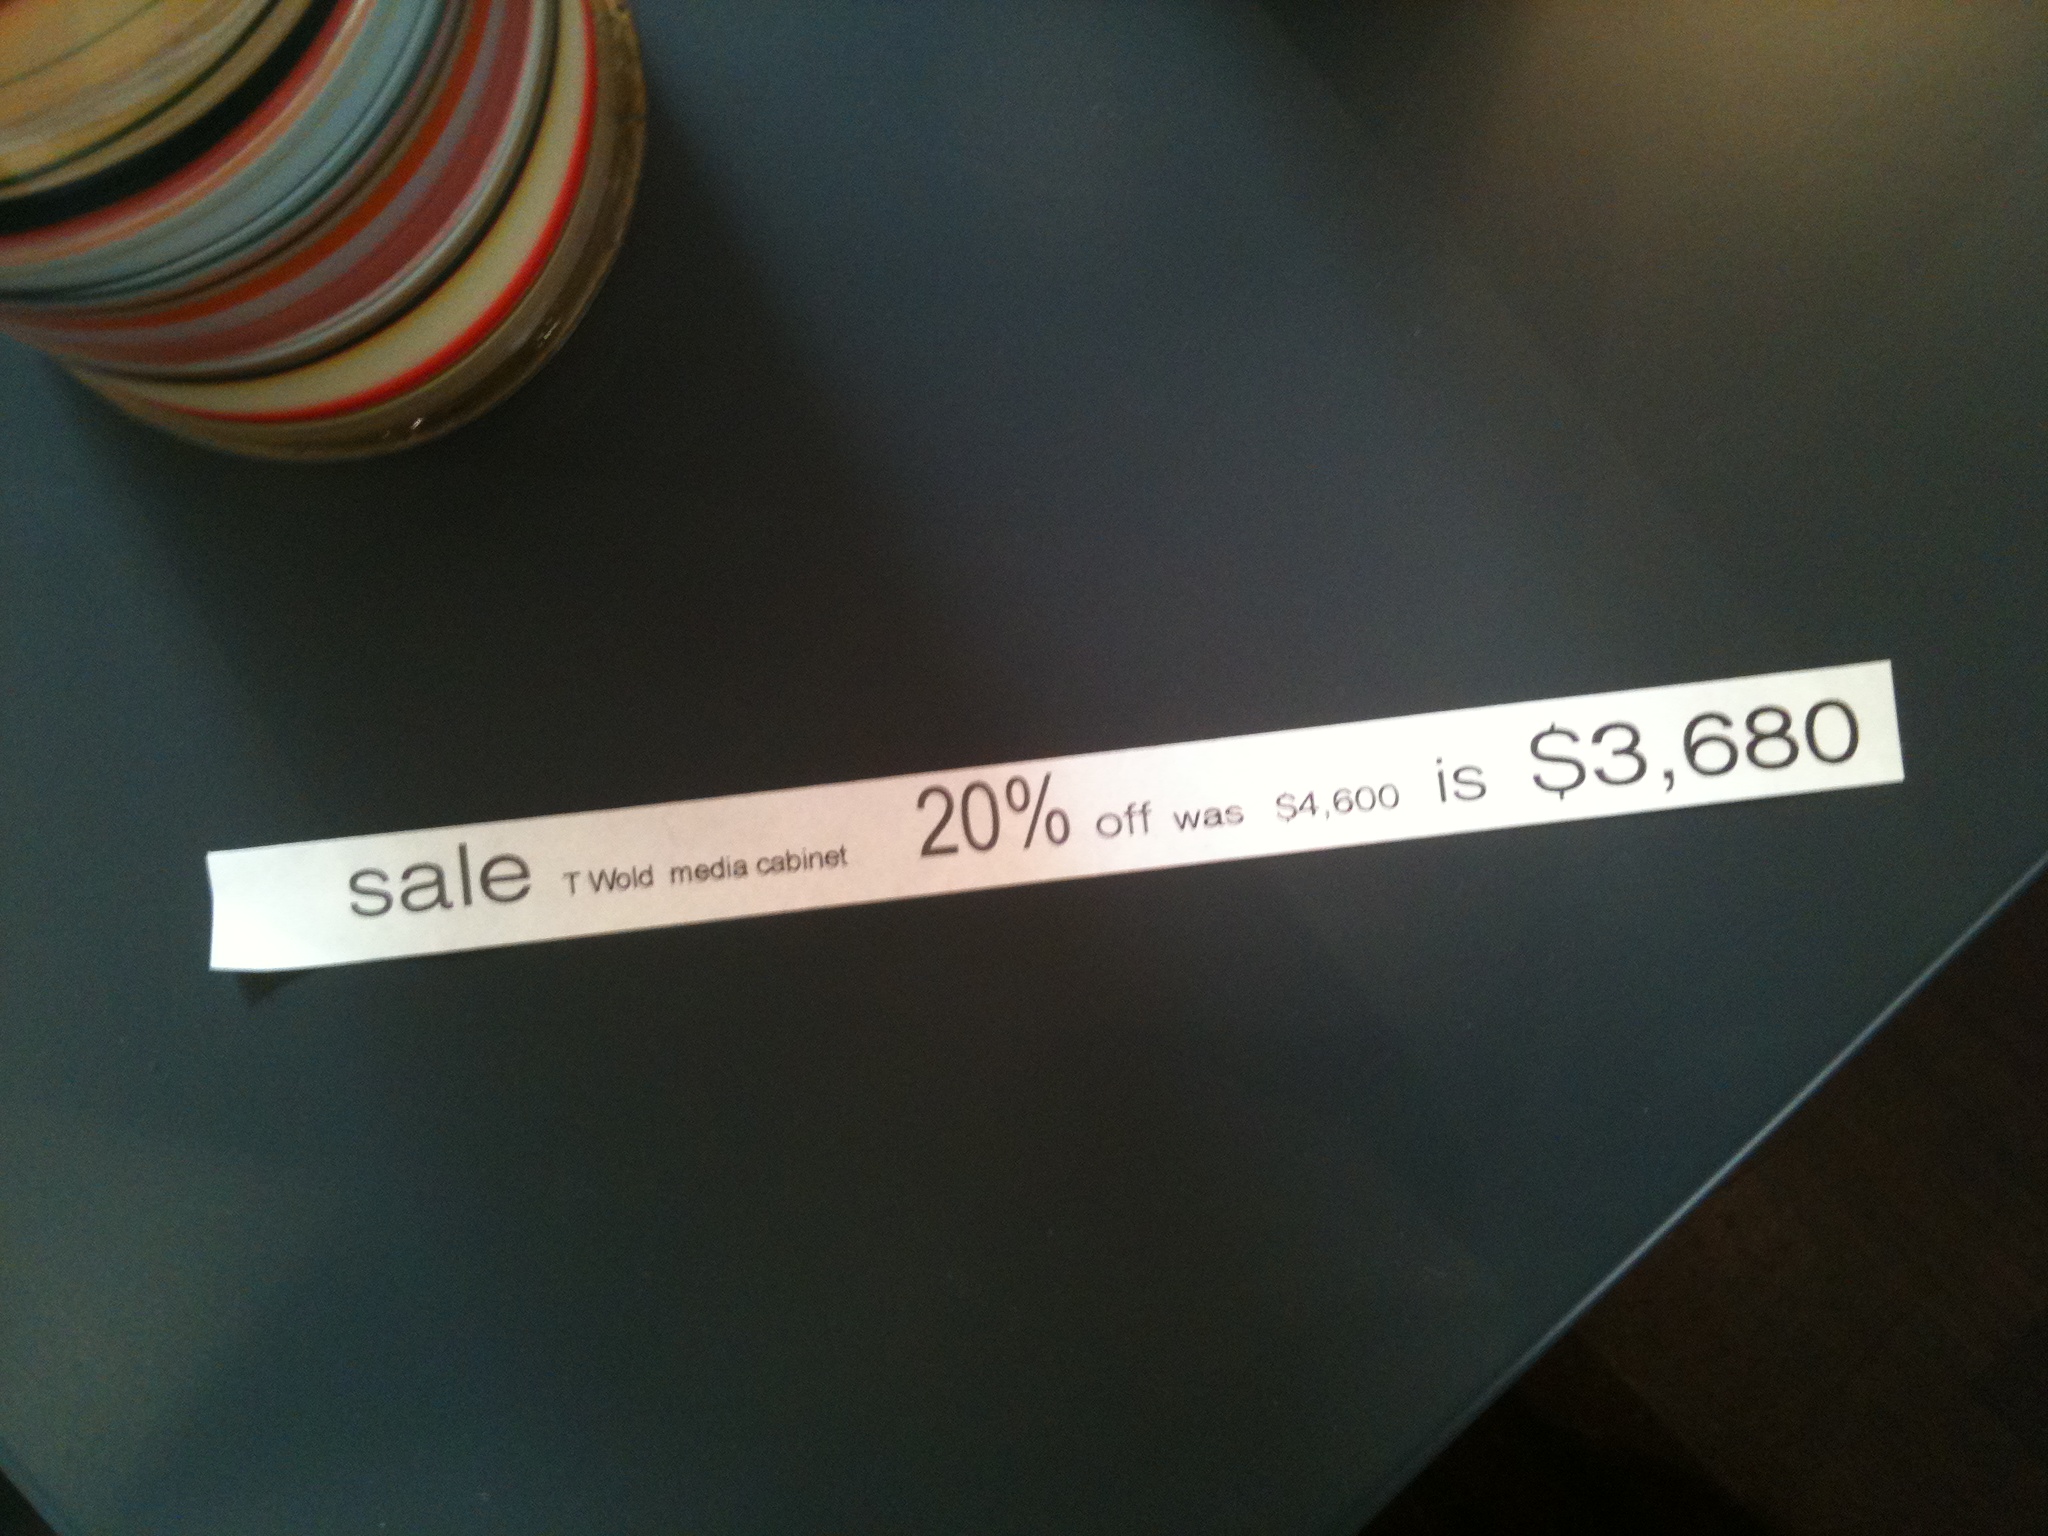 sale T Wold media cabinet 20% off was $4,600 is $3,680